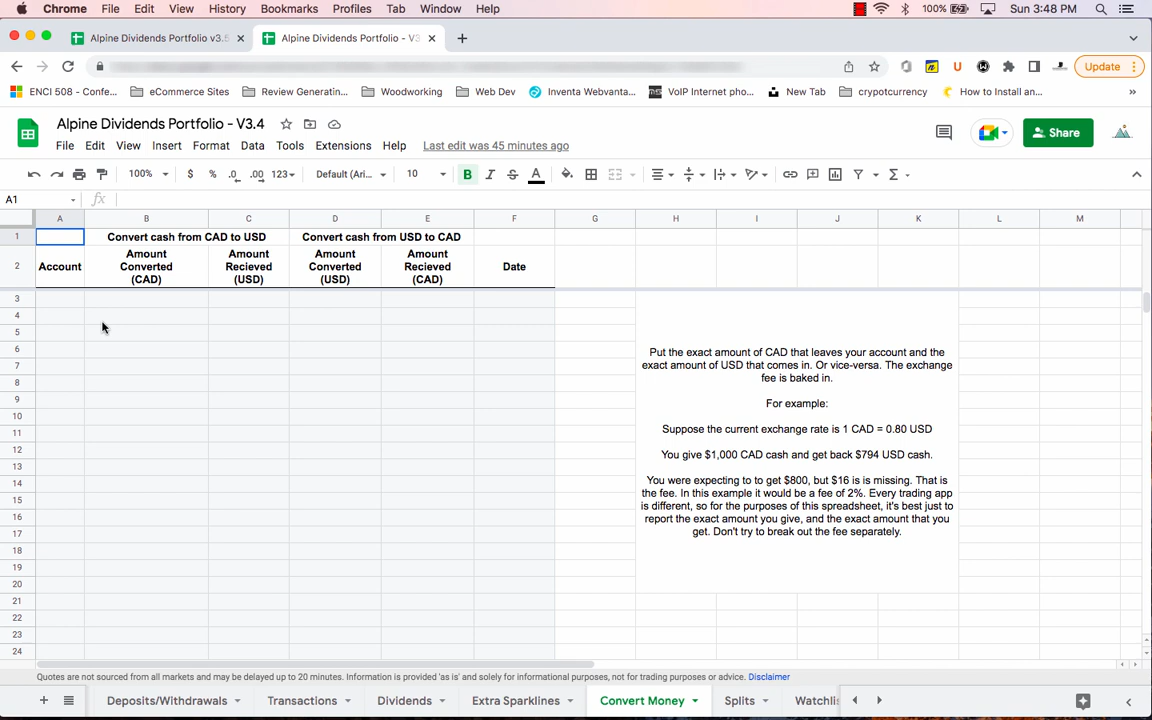 Chrome File Edit View History Bookmarks Profiles Tab Window Help 100% Sun 3:48 PM
Alpine Dividends Portfolio v3.5 Alpine Dividends Portfolio - V3
Update
ENCI 508 - Confe... eCommerce Sites Review Generatin... Woodworking Web Dev Inventa Webvanta... VoIP Internet pho... New Tab cryptocurrency How to Install an... »
Alpine Dividends Portfolio - V3.4
Share
File Edit View Insert Format Data Tools Extensions Help Last edit was 45 minutes ago
100% $ % .0 .00 123 Default (Ari... 10 B I S A
A1 fx
A B C D E F G H I J K L M
1 Convert cash from CAD to USD Convert cash from USD to CAD
2 Account Amount Converted (CAD) Amount Recieved (USD) Amount Converted (USD) Amount Recieved (CAD) Date
3
4
5
6
7
8
9
10
11
12
13
14
15
16
17
18
19
20
21
22
23
24
Put the exact amount of CAD that leaves your account and the
exact amount of USD that comes in. Or vice-versa. The exchange
fee is baked in.
For example:
Suppose the current exchange rate is 1 CAD = 0.80 USD
You give $1,000 CAD cash and get back $794 USD cash.
You were expecting to to get $800, but $16 is is missing. That is
the fee. In this example it would be a fee of 2%. Every trading app
is different, so for the purposes of this spreadsheet, it's best just to
report the exact amount you give, and the exact amount that you
get. Don't try to break out the fee separately.
Quotes are not sourced from all markets and may be delayed up to 20 minutes. Information is provided 'as is' and solely for informational purposes, not for trading purposes or advice. Disclaimer
Deposits/Withdrawals Transactions Dividends Extra Sparklines Convert Money Splits Watchlis